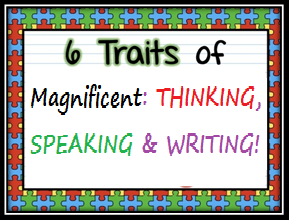 6 Traits of
Magnificent: THINKING,
SPEAKING & WRITING!